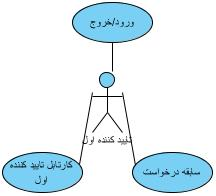 ورود/خروج
تایید کننده اول
کارتابل تایید کننده
اول
سابقه درخواست